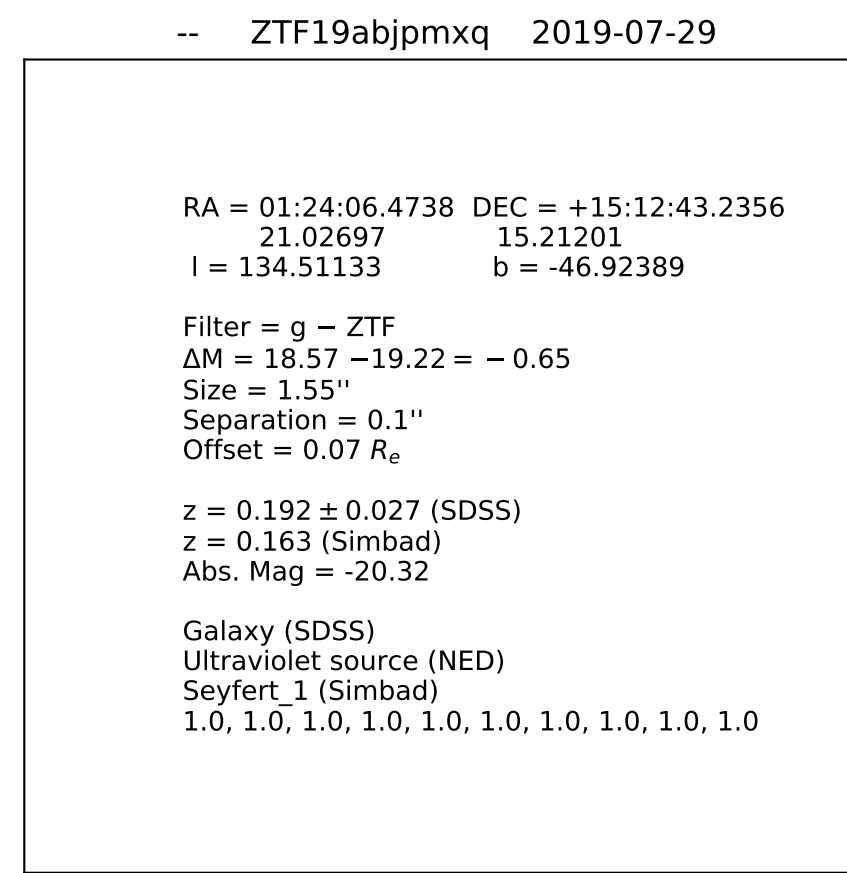 -- ZTF19abjpmxq 2019-07-29
RA = 01:24:06.4738 DEC = +15:12:43.2356
21.02697 15.21201
l = 134.51133 b = -46.92389
Filter = g − ZTF
ΔM = 18.57 −19.22 = − 0.65
Size = 1.55''
Separation = 0.1''
Offset = 0.07 Rₑ
z = 0.192 ± 0.027 (SDSS)
z = 0.163 (Simbad)
Abs. Mag = -20.32
Galaxy (SDSS)
Ultraviolet source (NED)
Seyfert_1 (Simbad)
1.0, 1.0, 1.0, 1.0, 1.0, 1.0, 1.0, 1.0, 1.0, 1.0